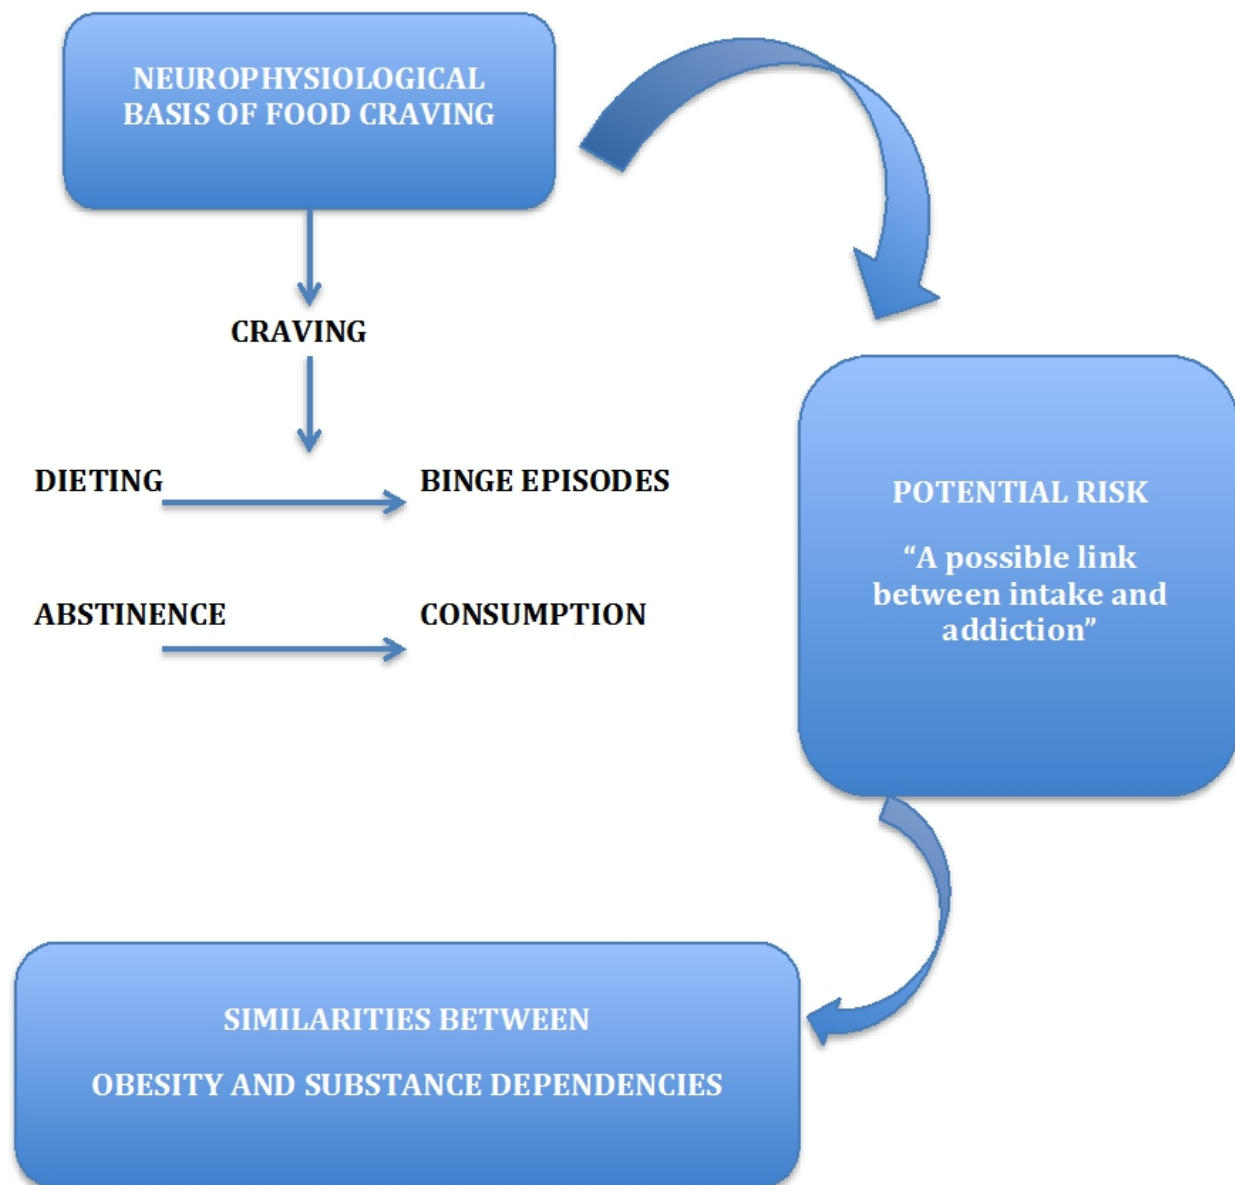 NEUROPHYSIOLOGICAL
BASIS OF FOOD CRAVING
CRAVING
DIETING
BINGE EPISODES
ABSTINENCE
CONSUMPTION
POTENTIAL RISK
“A possible link
between intake and
addiction”
SIMILARITIES BETWEEN
OBESITY AND SUBSTANCE DEPENDENCIES